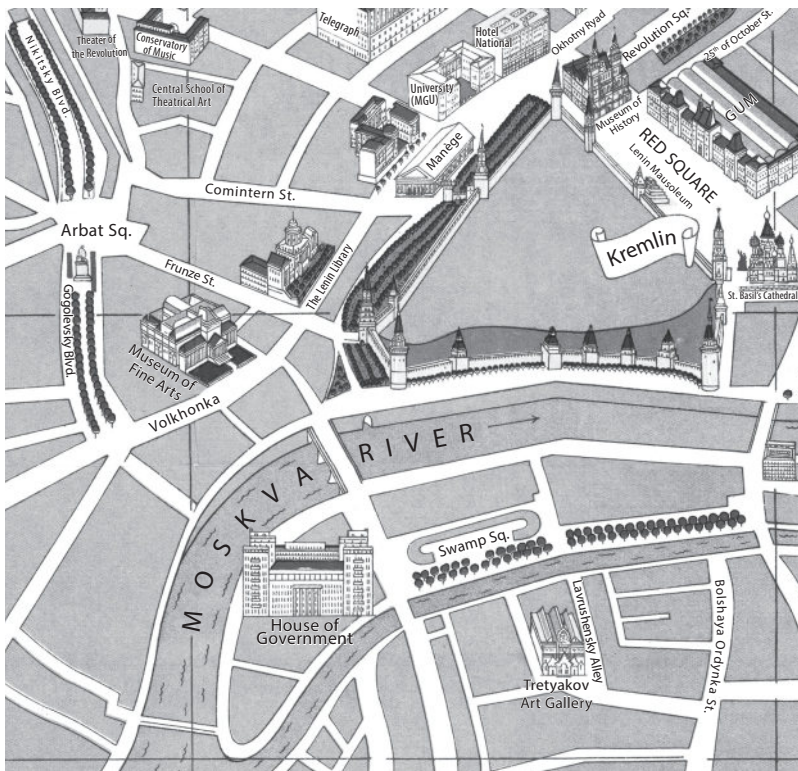 Telegraph
Hotel
National
Okhotny Ryad
Revolution Sq.
25th of October St.
Theater of
the Revolution
Conservatory
of Music
Nikitsky Blvd.
Central School of
Theatrical Art
University
(MGU)
Museum of
History
GUM
RED SQUARE
Lenin Mausoleum
Manège
Comintern St.
Arbat Sq.
Kremlin
Frunze St.
The Lenin Library
St. Basil's Cathedral
Gogolevsky Blvd.
Museum of
Fine Arts
Volkhonka
MOSKVA RIVER
Swamp Sq.
House of
Government
Lavrushensky Alley
Bolshaya Ordynka St.
Tretyakov
Art Gallery